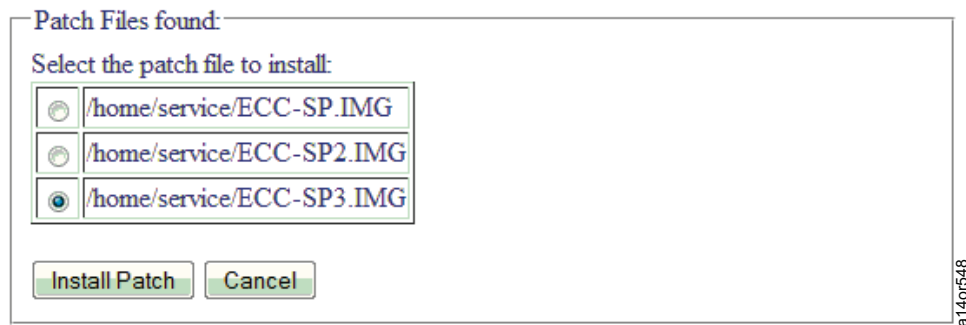 Patch Files found:
Select the patch file to install:
/home/service/ECC-SP.IMG
/home/service/ECC-SP2.IMG
/home/service/ECC-SP3.IMG
Install Patch Cancel
a14or548